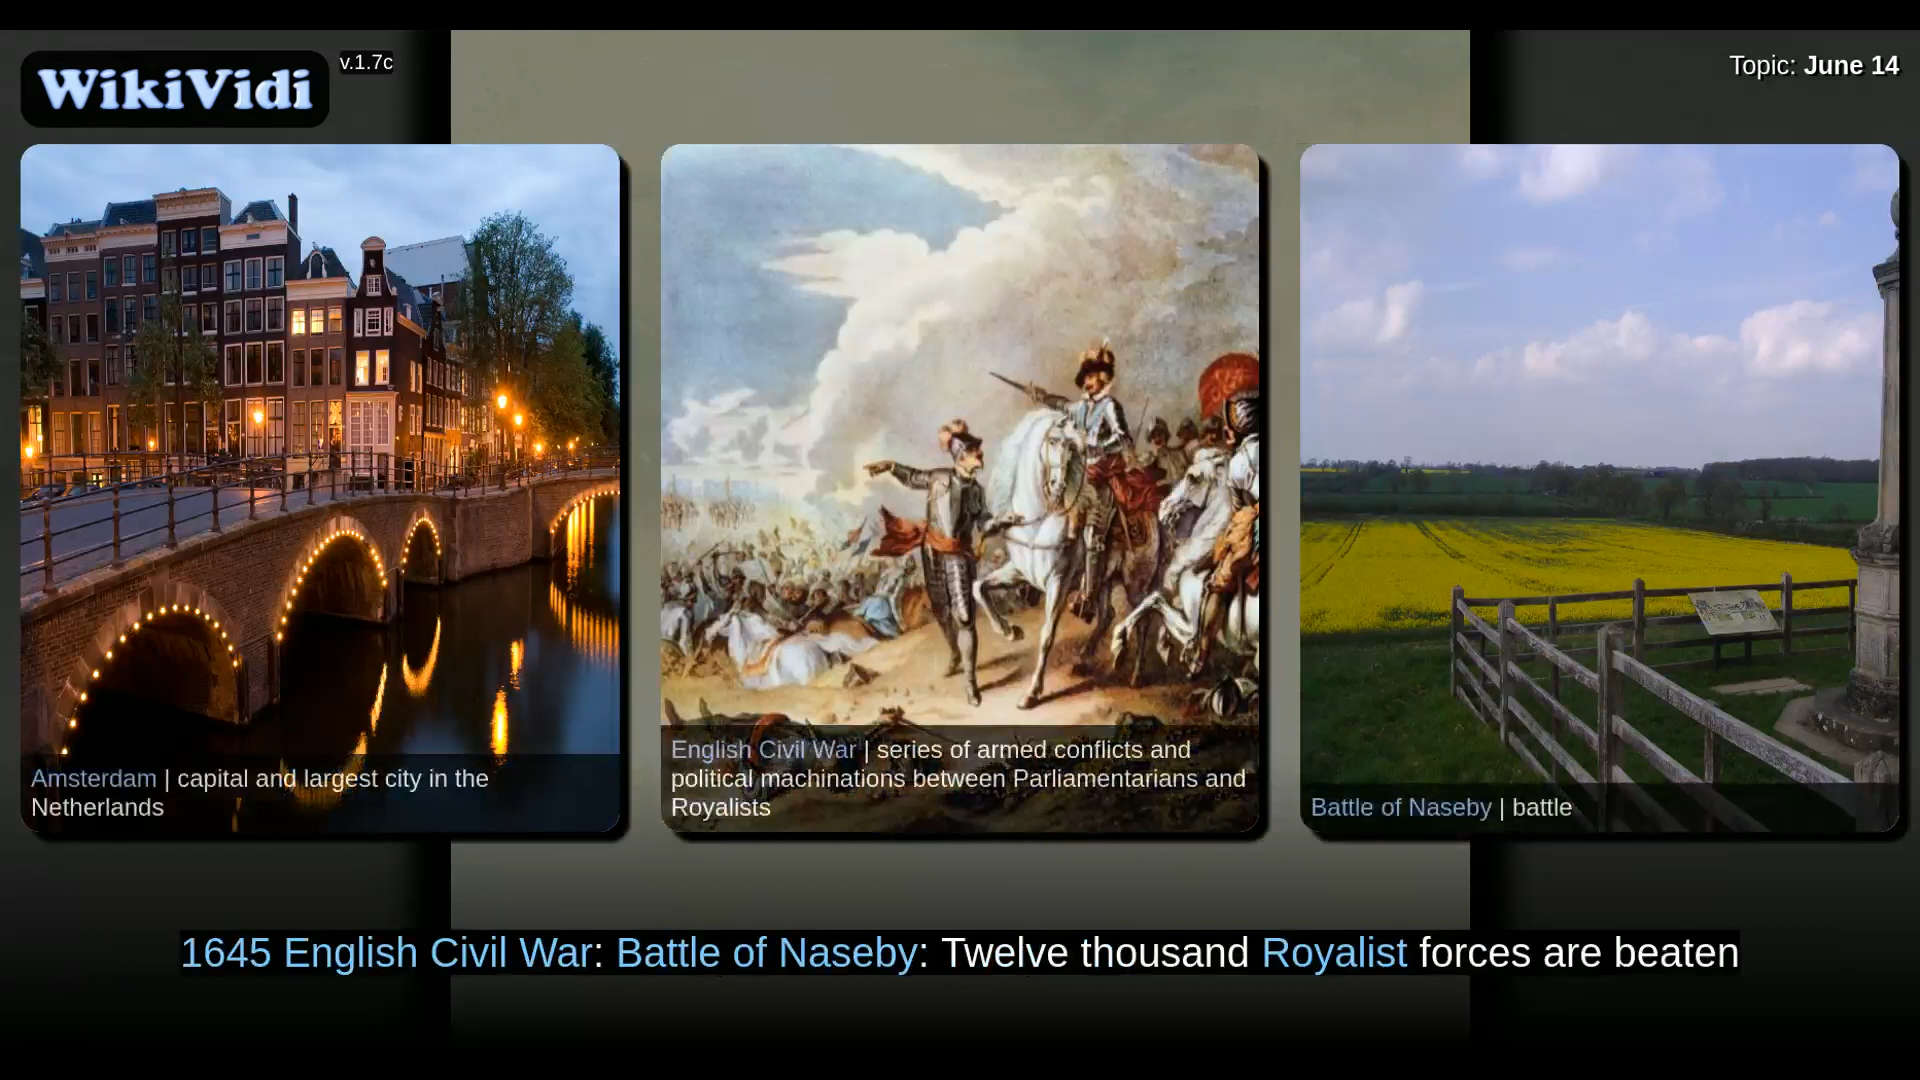 WikiVidi
v.1.7c
Topic: June 14
Amsterdam | capital and largest city in the
Netherlands
English Civil War | series of armed conflicts and
political machinations between Parliamentarians and
Royalists
Battle of Naseby | battle
1645 English Civil War: Battle of Naseby: Twelve thousand Royalist forces are beaten